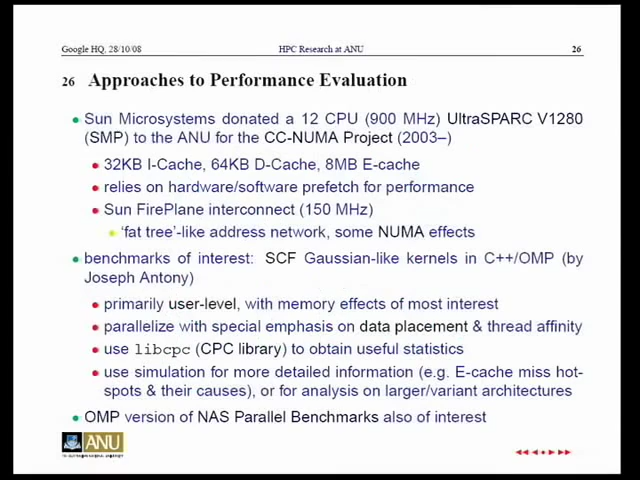 Google HQ, 28/10/08 HPC Research at ANU 26
26 Approaches to Performance Evaluation
Sun Microsystems donated a 12 CPU (900 MHz) UltraSPARC V1280
(SMP) to the ANU for the CC-NUMA Project (2003–)
32KB I-Cache, 64KB D-Cache, 8MB E-cache
relies on hardware/software prefetch for performance
Sun FirePlane interconnect (150 MHz)
‘fat tree’-like address network, some NUMA effects
benchmarks of interest: SCF Gaussian-like kernels in C++/OMP (by
Joseph Antony)
primarily user-level, with memory effects of most interest
parallelize with special emphasis on data placement & thread affinity
use libcpc (CPC library) to obtain useful statistics
use simulation for more detailed information (e.g. E-cache miss hot-
spots & their causes), or for analysis on larger/variant architectures
OMP version of NAS Parallel Benchmarks also of interest
ANU